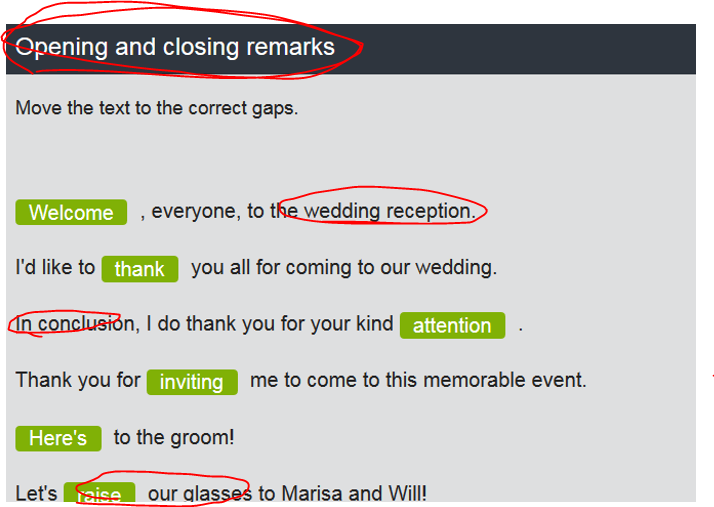 Opening and closing remarks
Move the text to the correct gaps.
Welcome , everyone, to the wedding reception.
I'd like to thank you all for coming to our wedding.
In conclusion, I do thank you for your kind attention .
Thank you for inviting me to come to this memorable event.
Here's to the groom!
Let's raise our glasses to Marisa and Will!